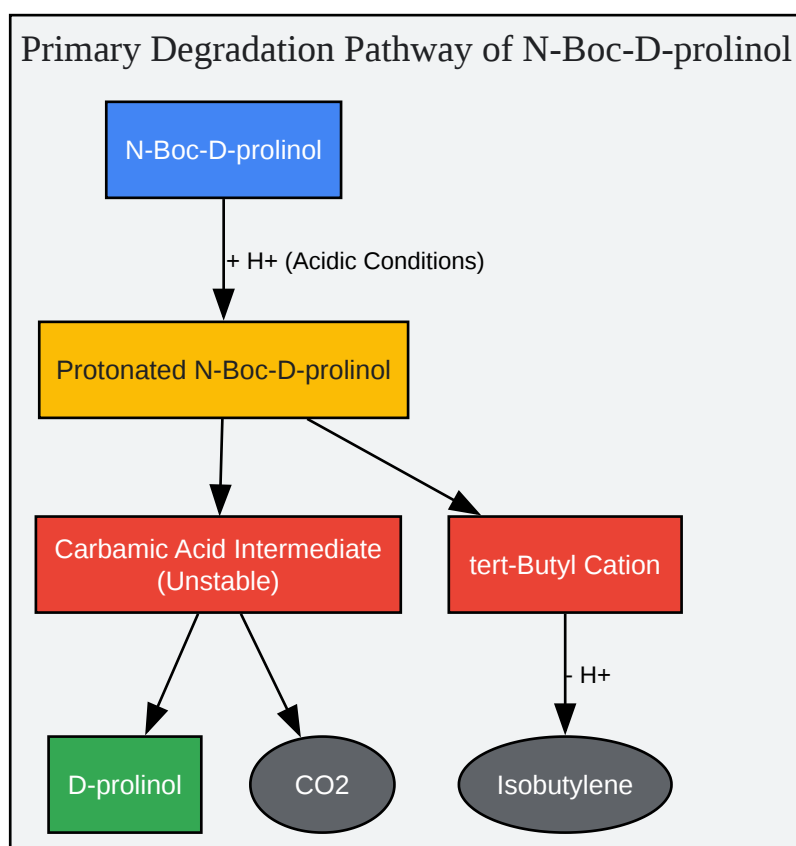 Primary Degradation Pathway of N-Boc-D-prolinol
N-Boc-D-prolinol
+ H+ (Acidic Conditions)
Protonated N-Boc-D-prolinol
Carbamic Acid Intermediate
(Unstable)
tert-Butyl Cation
- H+
D-prolinol
CO2
Isobutylene